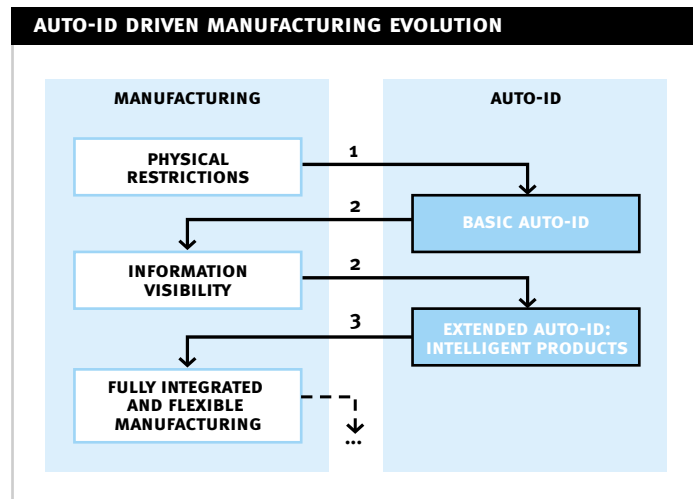 AUTO-ID DRIVEN MANUFACTURING EVOLUTION
MANUFACTURING
AUTO-ID
PHYSICAL
RESTRICTIONS
1
2
BASIC AUTO-ID
INFORMATION
VISIBILITY
2
3
EXTENDED AUTO-ID:
INTELLIGENT PRODUCTS
FULLY INTEGRATED
AND FLEXIBLE
MANUFACTURING
...